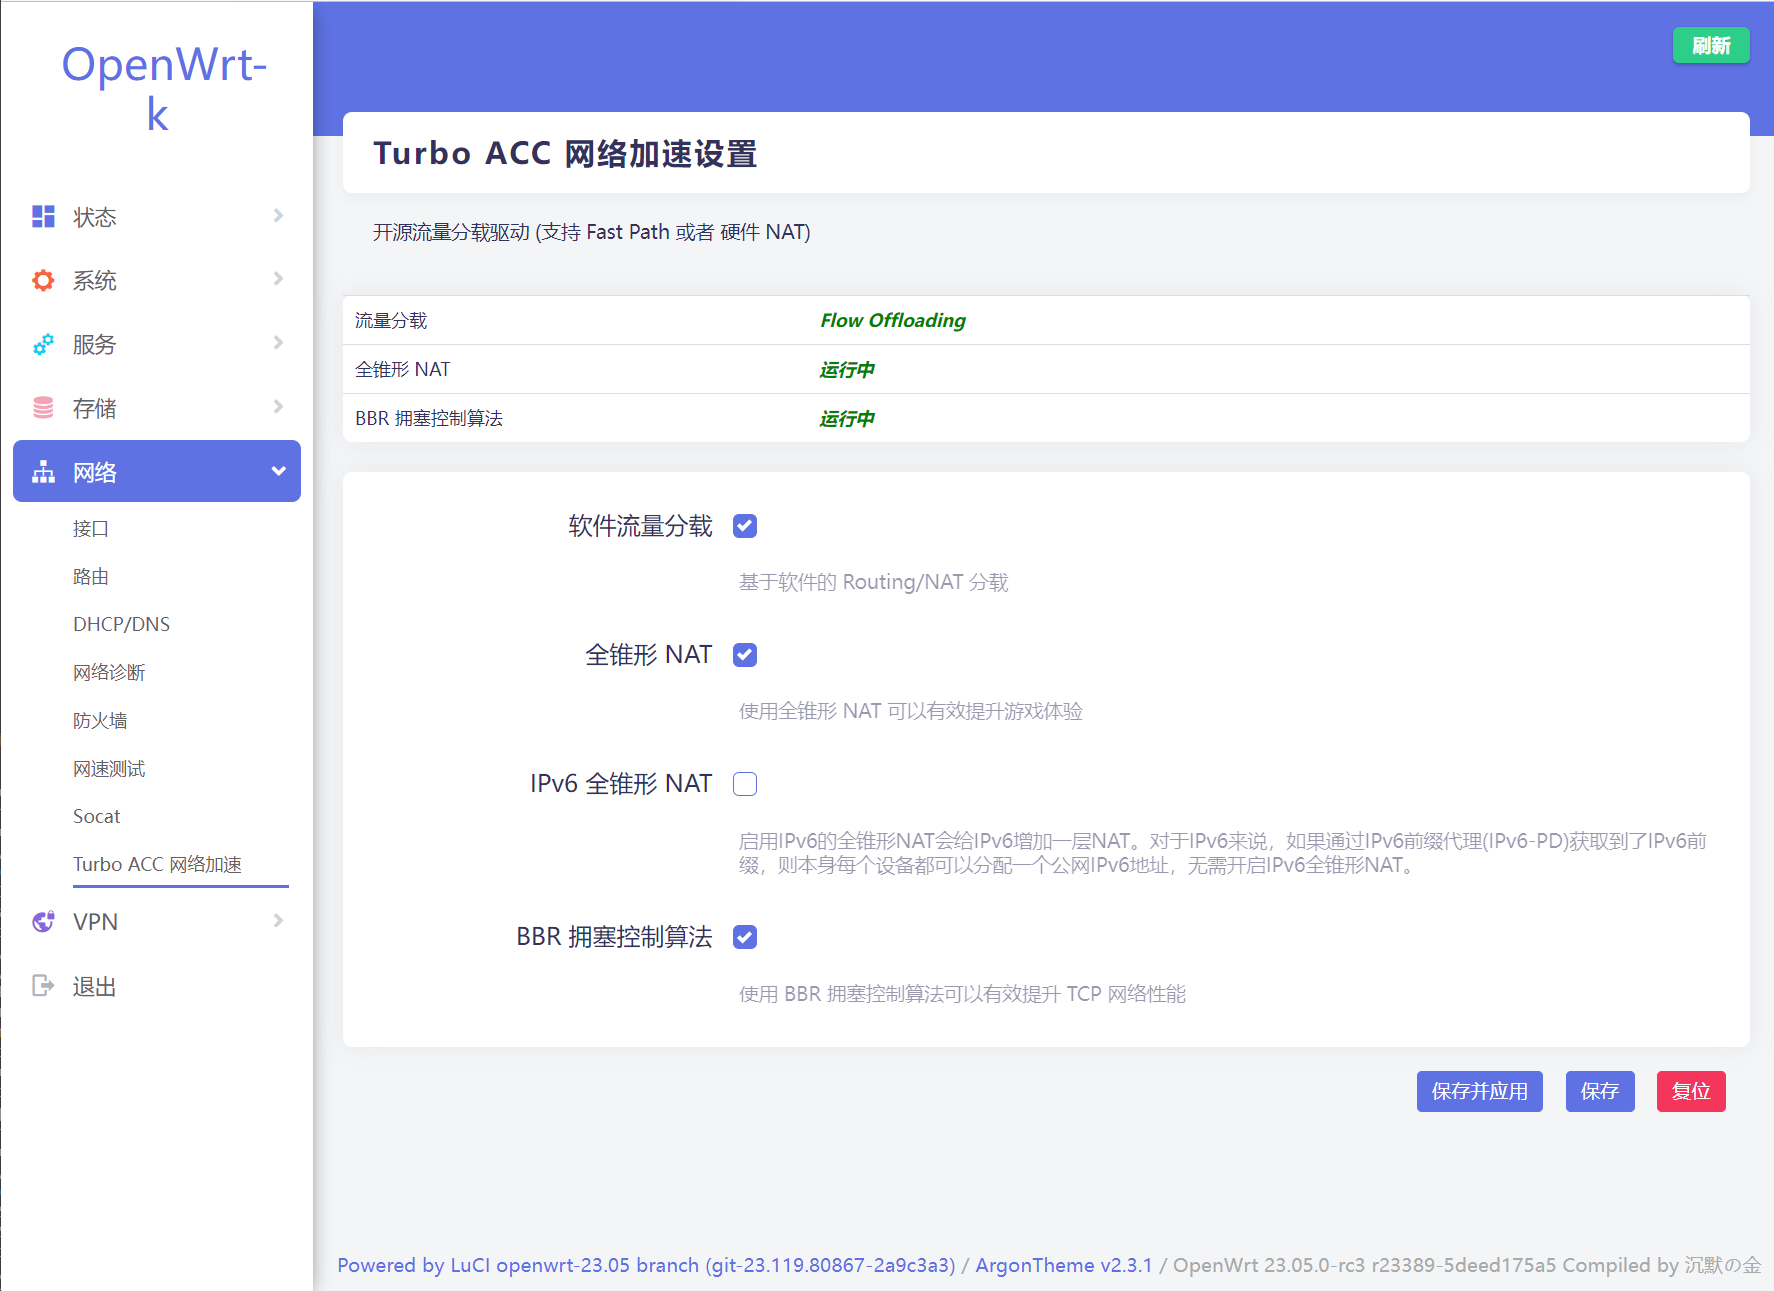 OpenWrt-
k
状态
系统
服务
存储
网络
接口
路由
DHCP/DNS
网络诊断
防火墙
网速测试
Socat
Turbo ACC 网络加速
VPN
退出
刷新
Turbo ACC 网络加速设置
开源流量分载驱动 (支持 Fast Path 或者 硬件 NAT)
流量分载 Flow Offloading
全锥形 NAT 运行中
BBR 拥塞控制算法 运行中
软件流量分载
基于软件的 Routing/NAT 分载
全锥形 NAT
使用全锥形 NAT 可以有效提升游戏体验
IPv6 全锥形 NAT
启用IPv6的全锥形NAT会给IPv6增加一层NAT。对于IPv6来说，如果通过IPv6前缀代理(IPv6-PD)获取到了IPv6前
缀，则本身每个设备都可以分配一个公网IPv6地址，无需开启IPv6全锥形NAT。
BBR 拥塞控制算法
使用 BBR 拥塞控制算法可以有效提升 TCP 网络性能
保存并应用 保存 复位
Powered by LuCI openwrt-23.05 branch (git-23.119.80867-2a9c3a3) / ArgonTheme v2.3.1 / OpenWrt 23.05.0-rc3 r23389-5deed175a5 Compiled by 沉默の金